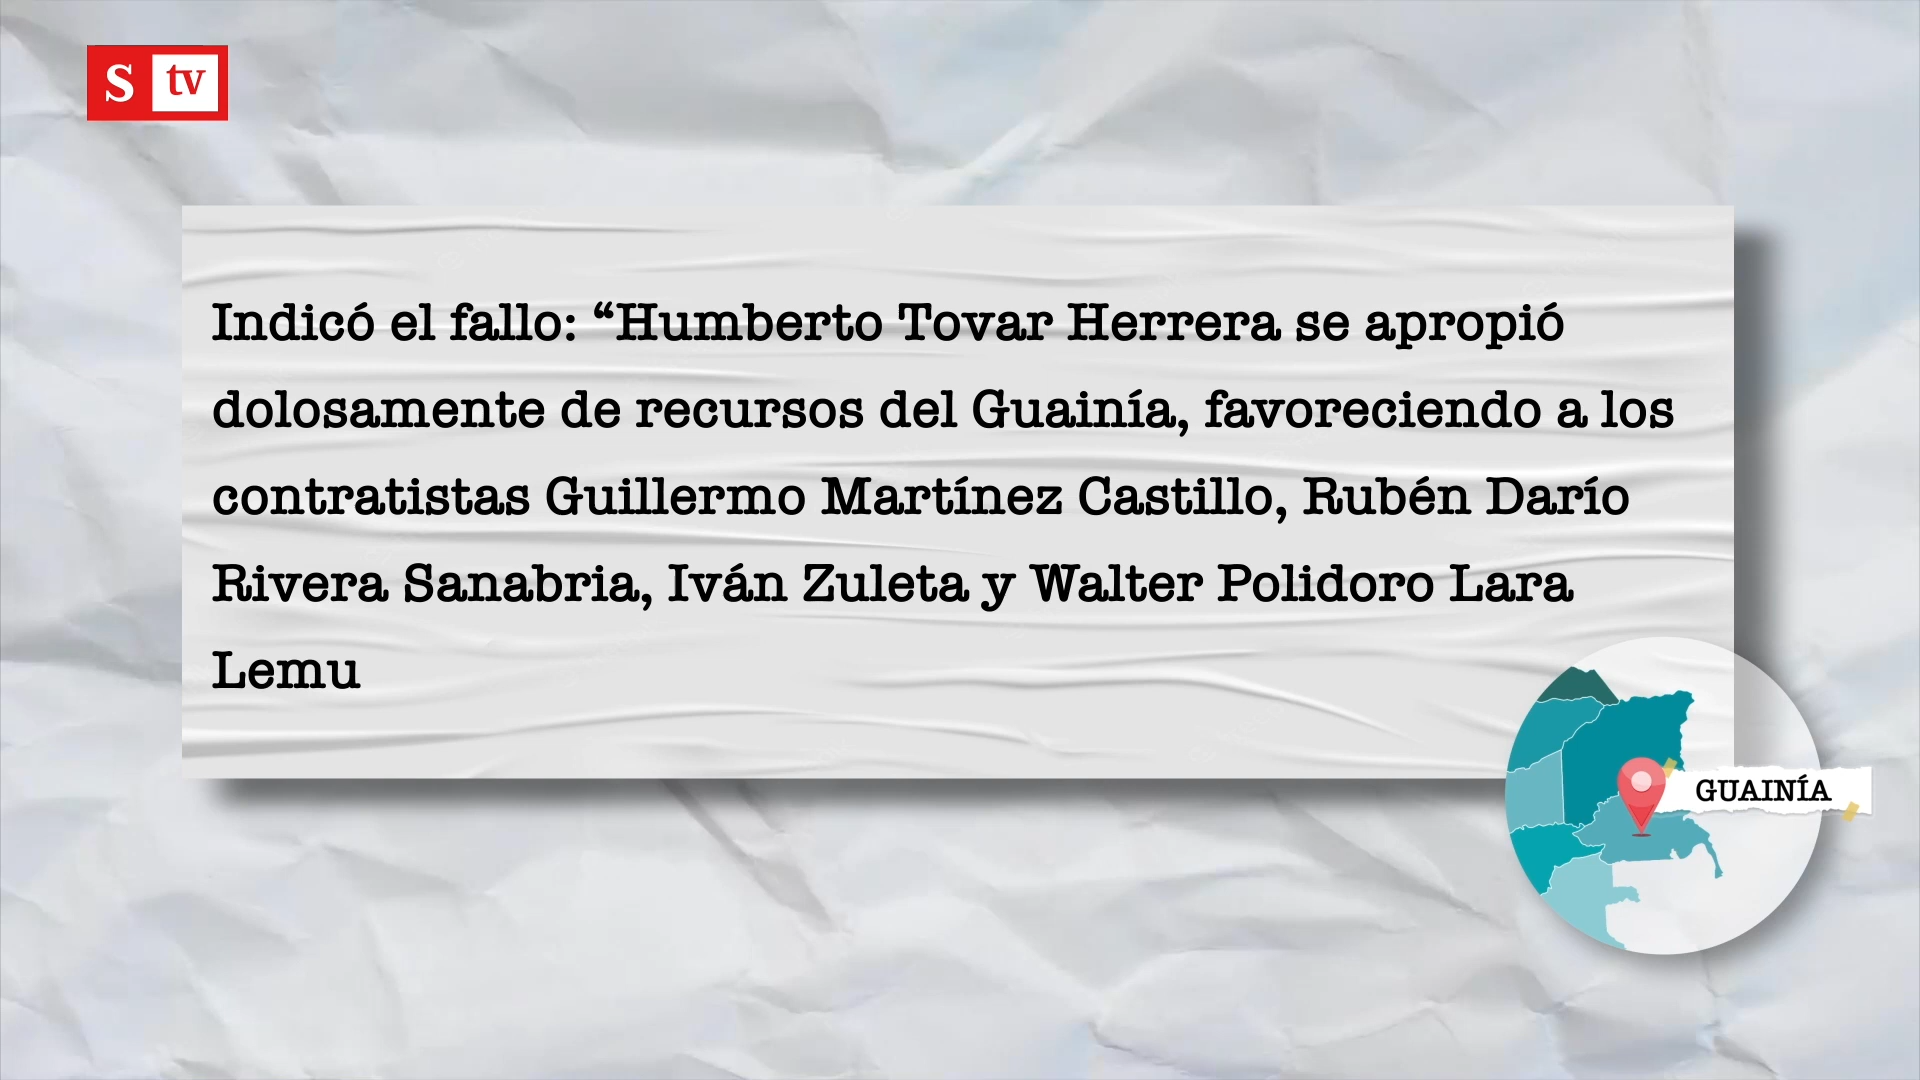 S tv
Indicó el fallo: “Humberto Tovar Herrera se apropió
dolosamente de recursos del Guainía, favoreciendo a los
contratistas Guillermo Martínez Castillo, Rubén Darío
Rivera Sanabria, Iván Zuleta y Walter Polidoro Lara
Lemu
GUAINÍA